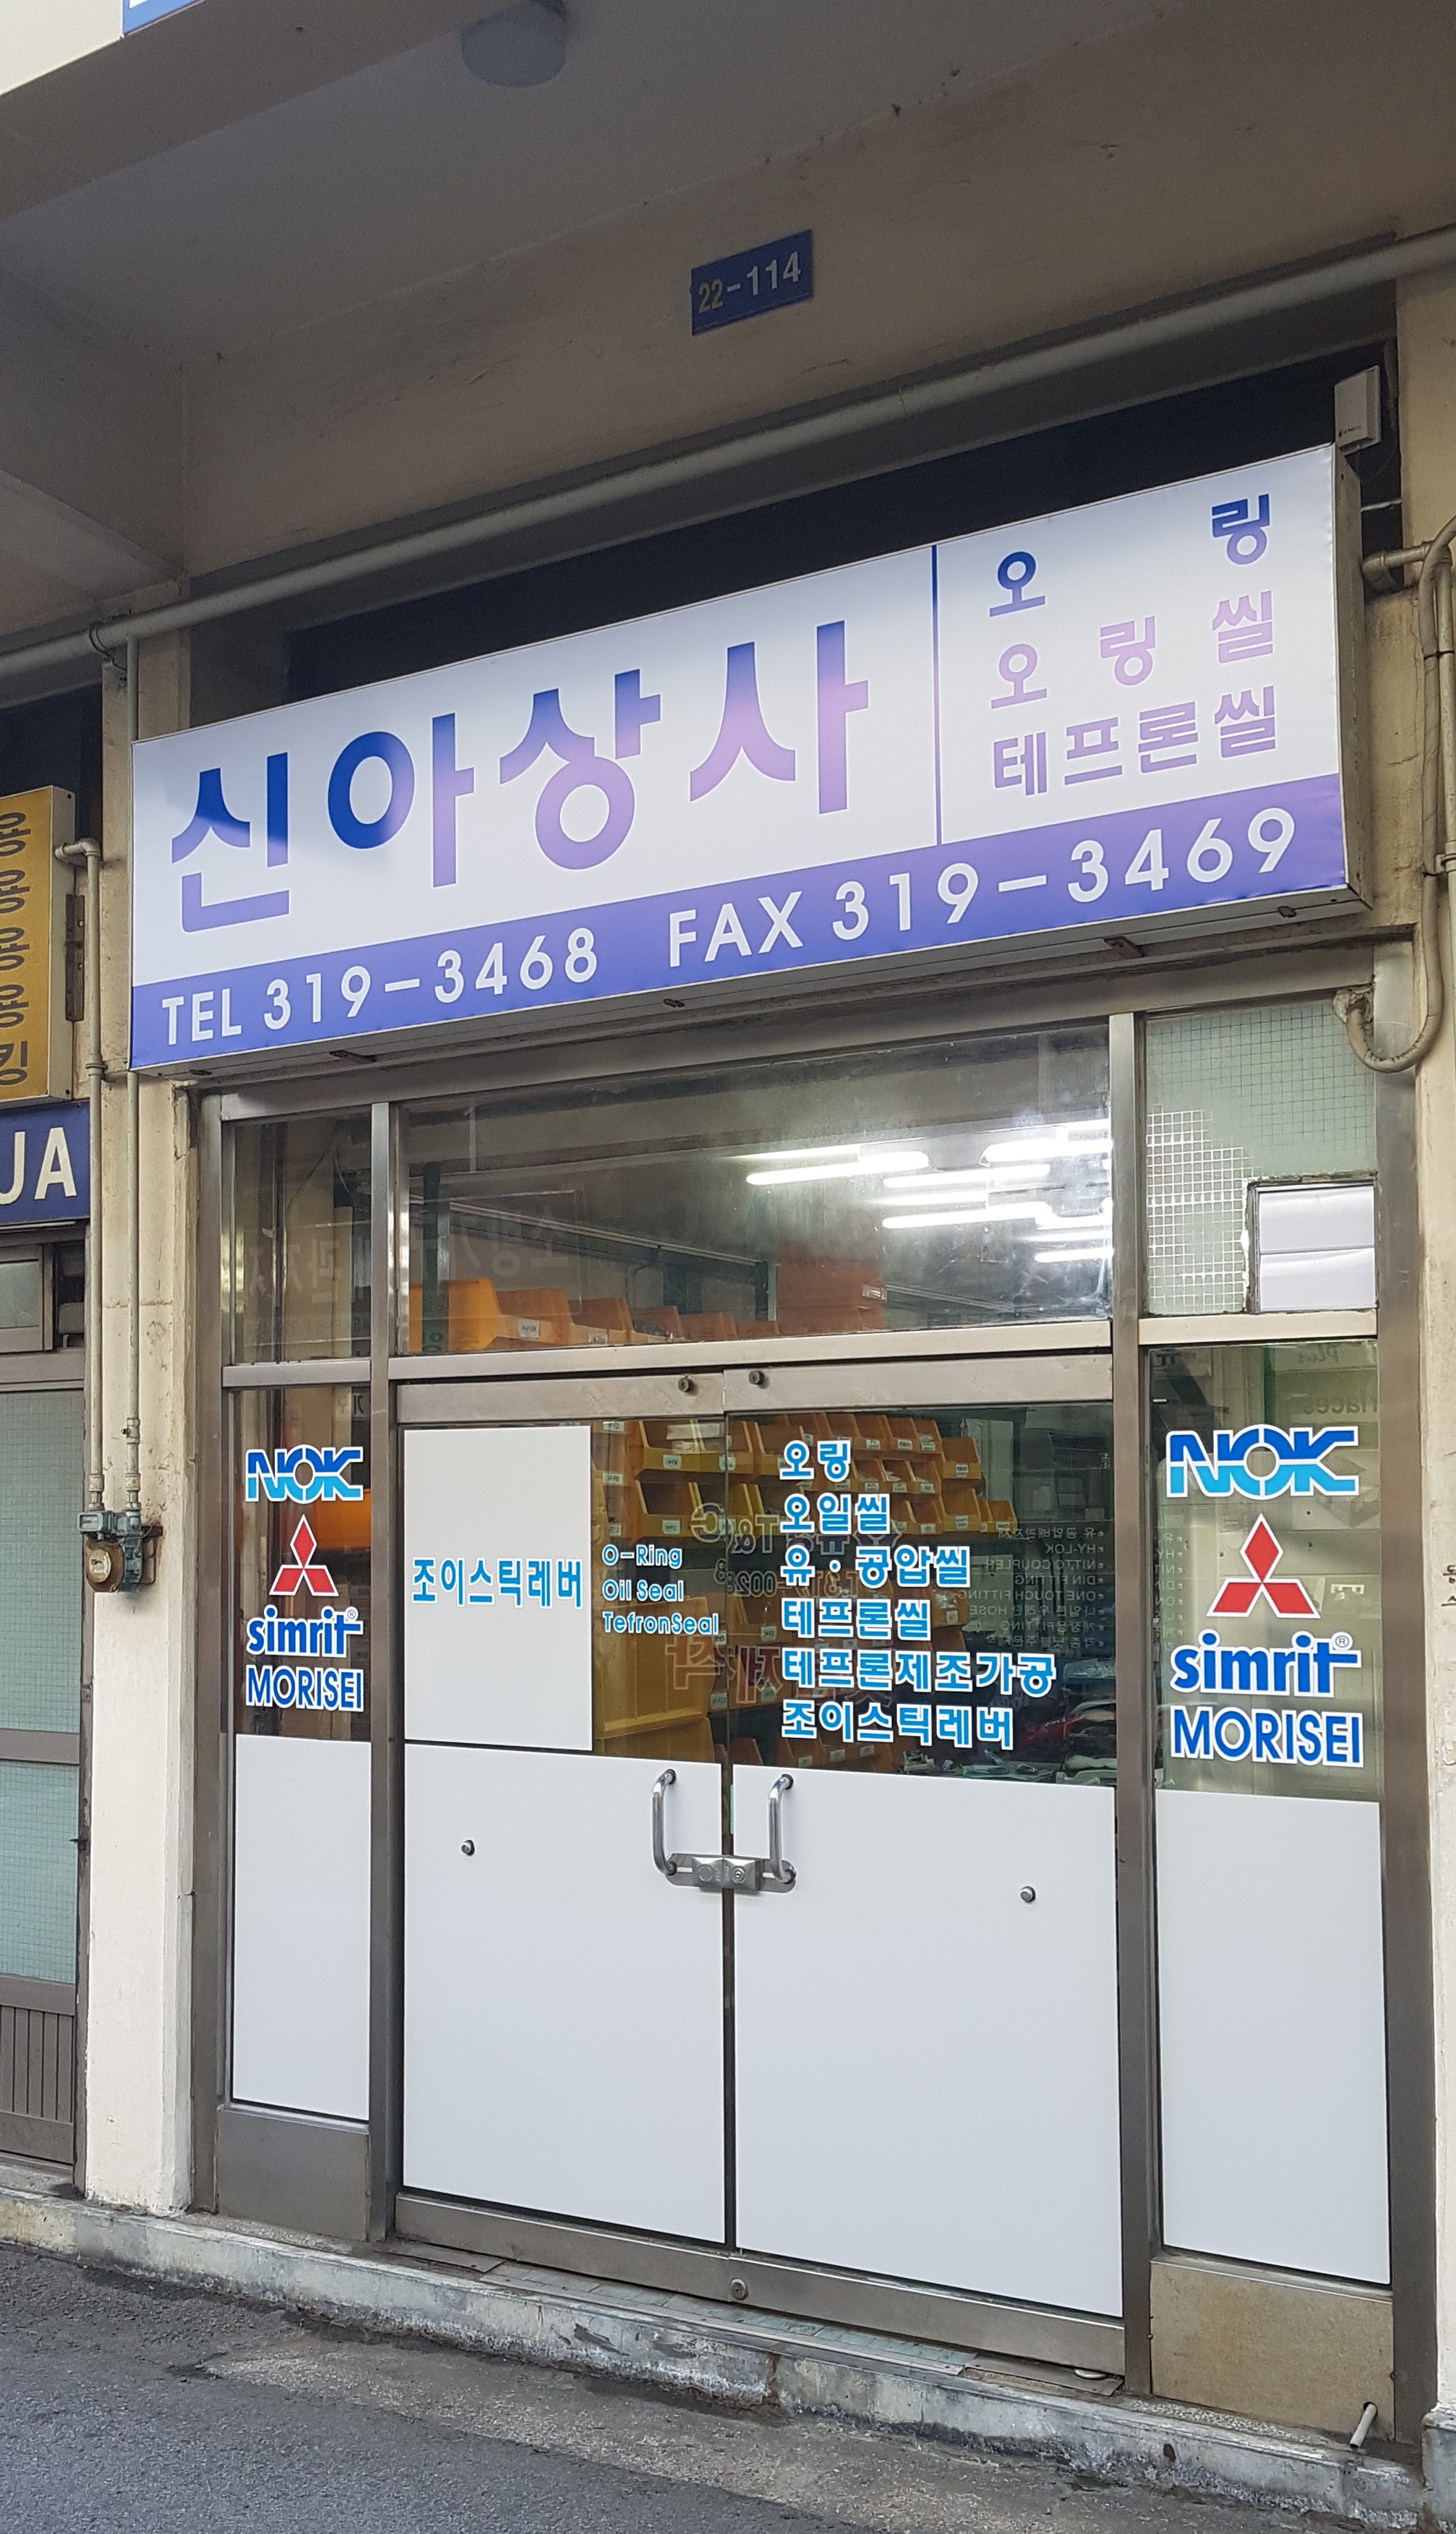 22-114
신아상사
오 링
오 링 씰
테프론씰
TEL 319-3468 FAX 319-3469
UA
NOK
simrit®
MORISEI
조이스틱레버
O-Ring
Oil Seal
TefronSeal
오링
오일씰
유·공압씰
테프론씰
테프론제조가공
조이스틱레버
NOK
simrit®
MORISEI